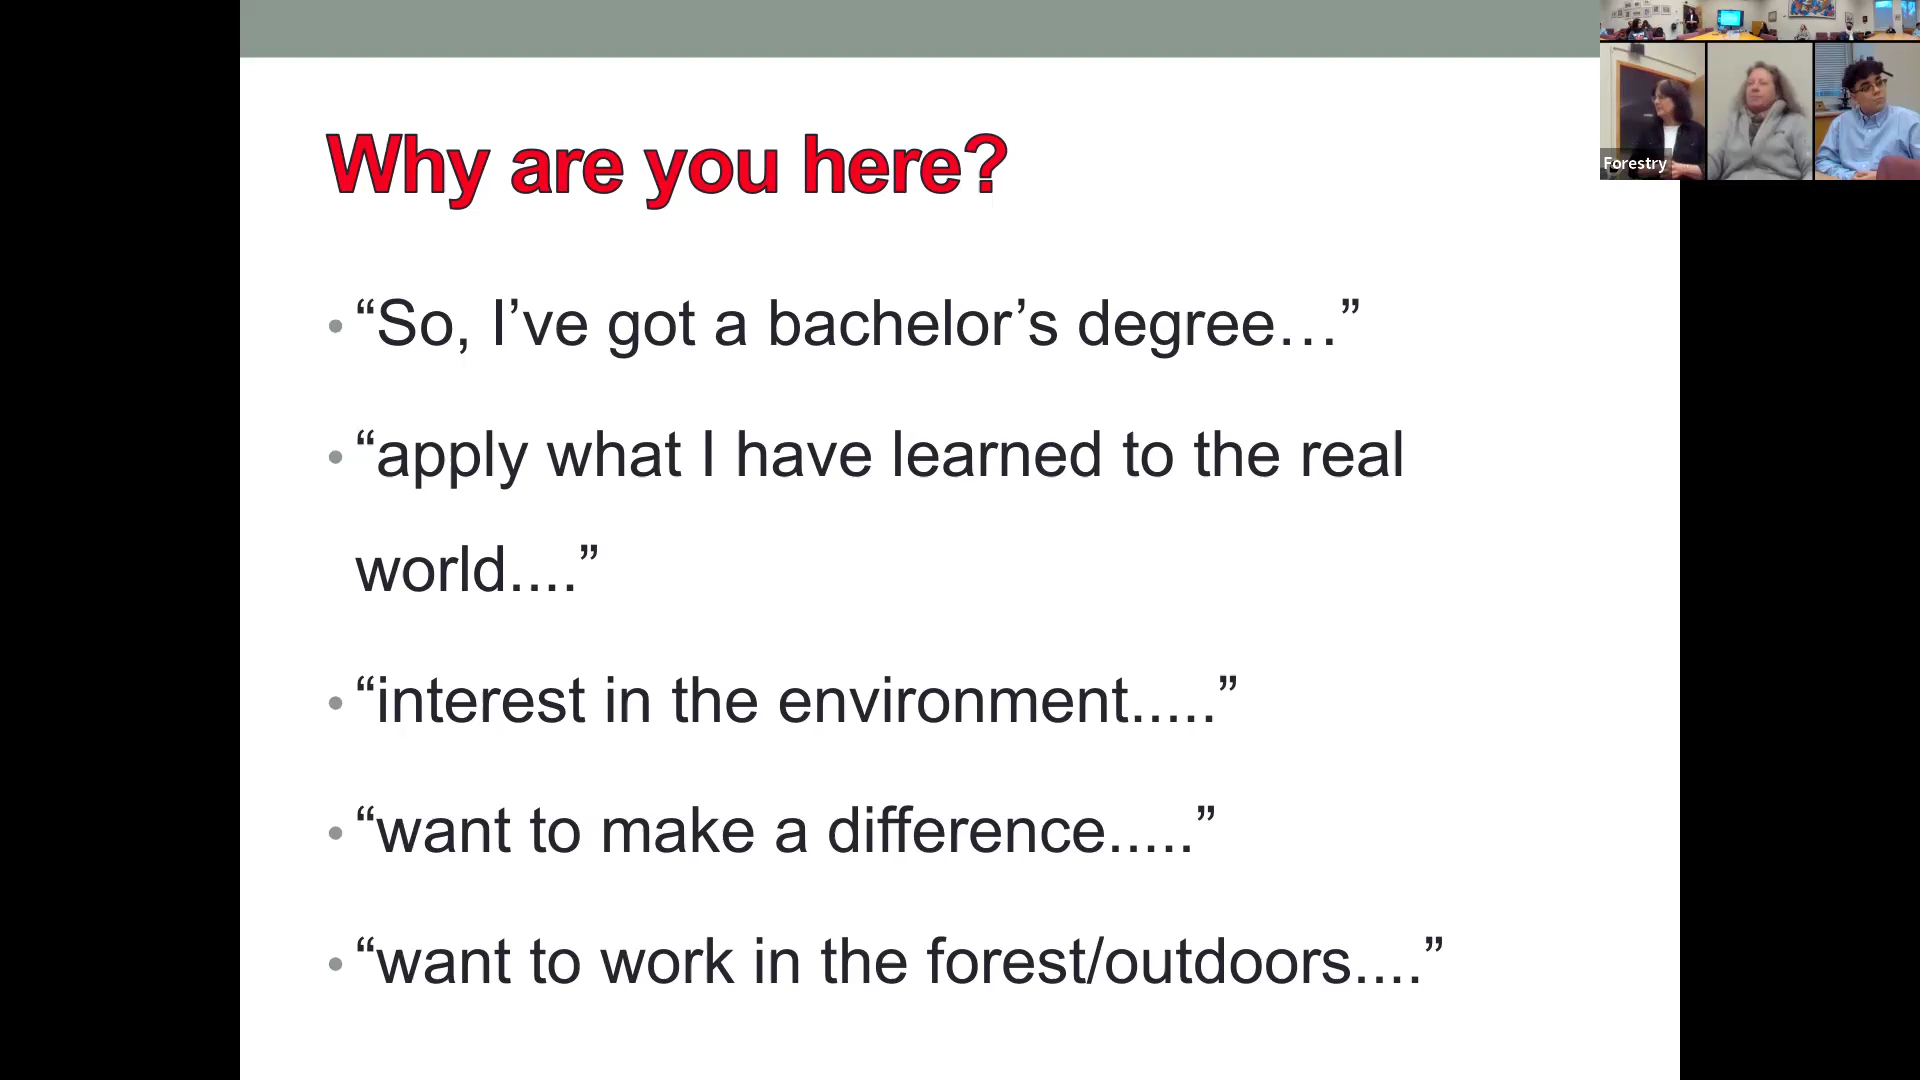 Why are you here?
• “So, I’ve got a bachelor’s degree…”
• “apply what I have learned to the real
world....”
• “interest in the environment.....”
• “want to make a difference.....”
• “want to work in the forest/outdoors....”
Forestry